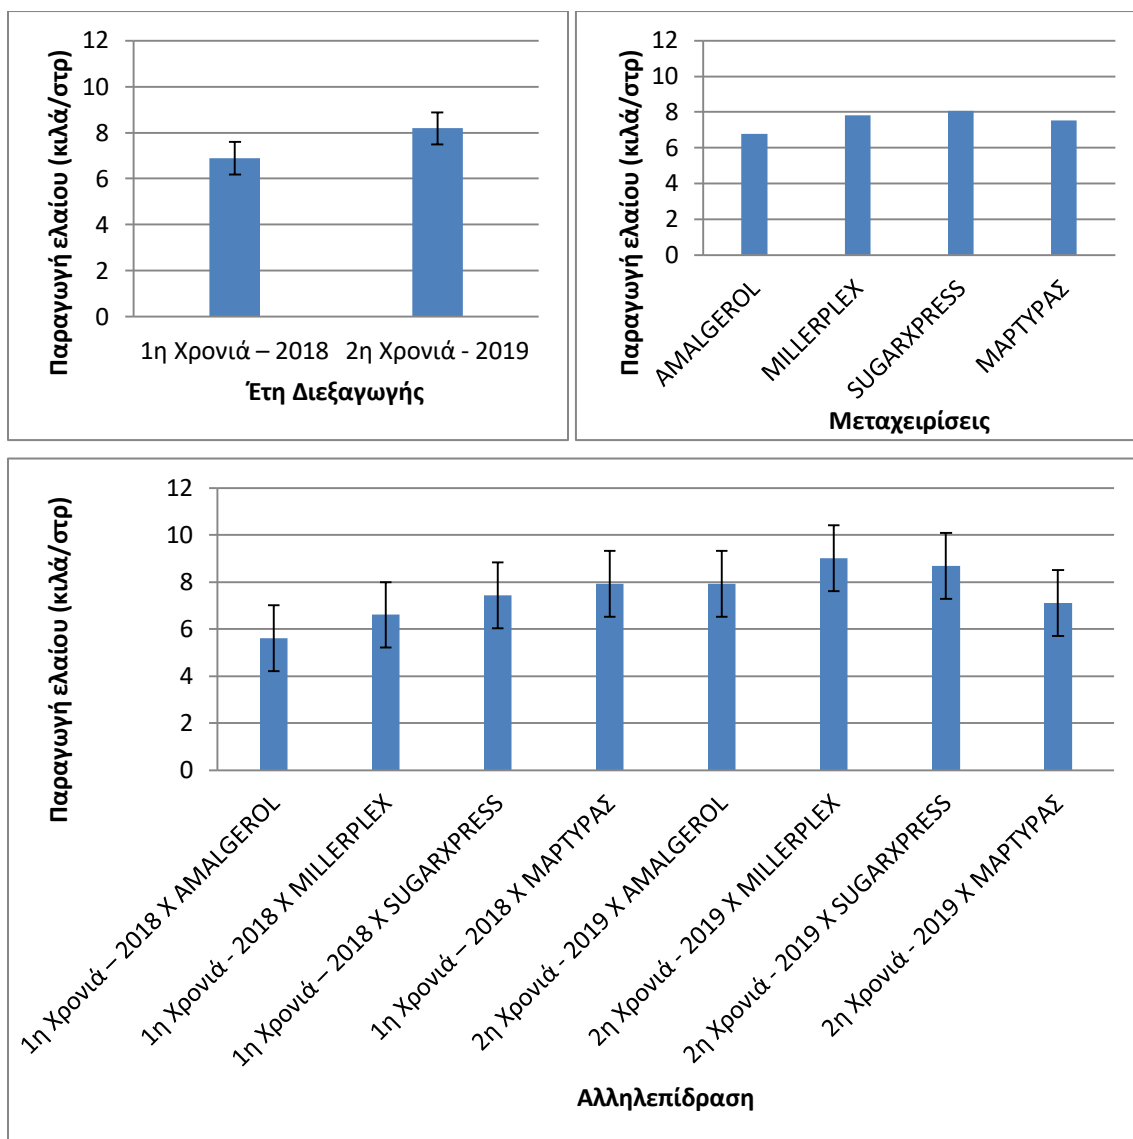 Παραγωγή ελαίου (κιλά/στρ)
12
10
8
6
4
2
0
1η Χρονιά – 2018
2η Χρονιά - 2019
Έτη Διεξαγωγής
Παραγωγή ελαίου (κιλά/στρ)
12
10
8
6
4
2
0
AMALGEROL
MILLERPLEX
SUGARXPRESS
ΜΑΡΤΥΡΑΣ
Μεταχειρίσεις
Παραγωγή ελαίου (κιλά/στρ)
12
10
8
6
4
2
0
1η Χρονιά – 2018 X AMALGEROL
1η Χρονιά - 2018 X MILLERPLEX
1η Χρονιά – 2018 X SUGARXPRESS
1η Χρονιά – 2018 X ΜΑΡΤΥΡΑΣ
2η Χρονιά - 2019 X AMALGEROL
2η Χρονιά - 2019 X MILLERPLEX
2η Χρονιά - 2019 X SUGARXPRESS
2η Χρονιά - 2019 X ΜΑΡΤΥΡΑΣ
Αλληλεπίδραση